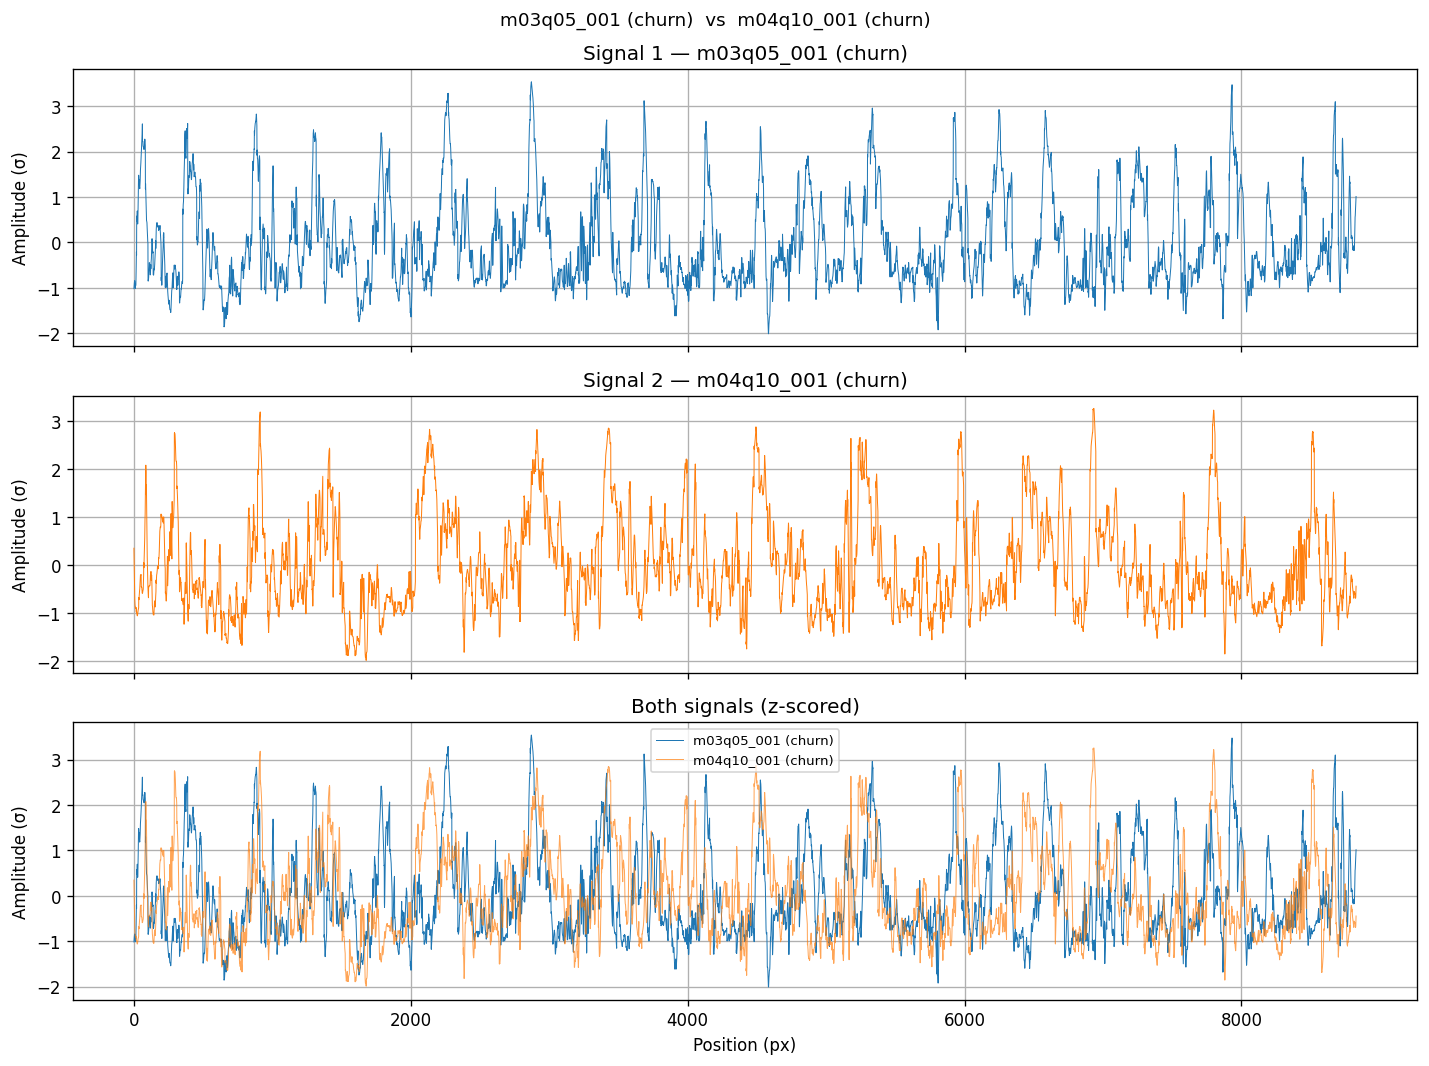 m03q05_001 (churn)  vs  m04q10_001 (churn)
Signal 1 — m03q05_001 (churn)
Amplitude (σ)
3
2
1
0
−1
−2
Signal 2 — m04q10_001 (churn)
Amplitude (σ)
3
2
1
0
−1
−2
Both signals (z-scored)
m03q05_001 (churn)
m04q10_001 (churn)
Amplitude (σ)
3
2
1
0
−1
−2
0 2000 4000 6000 8000
Position (px)